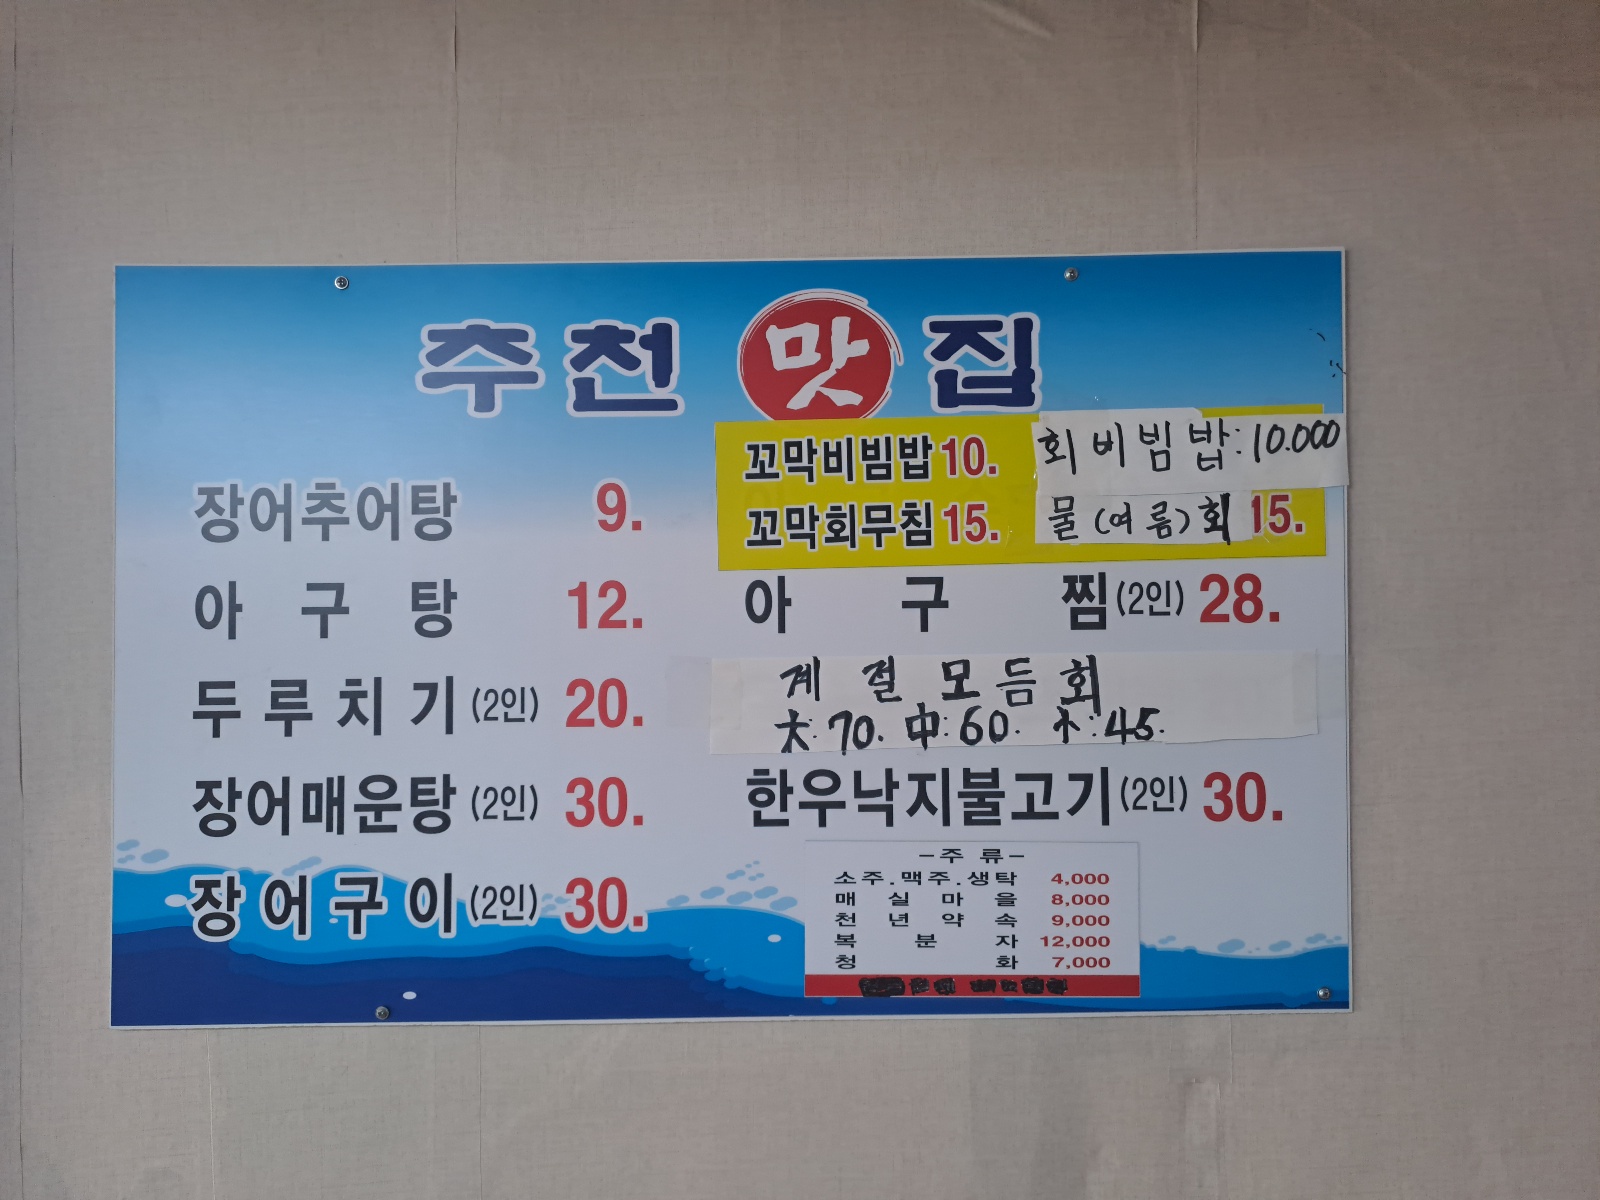 추천 맛집
장어추어탕 9.
아구탕 12.
두루치기(2인) 20.
장어매운탕(2인) 30.
장어구이(2인) 30.
꼬막비빔밥 10.
회비빔밥:10.000
꼬막회무침 15.
물(여름)회 15.
아구찜(2인) 28.
계절모듬회
大:70. 中:60. 小:45.
한우낙지불고기(2인) 30.
-주류-
소주.맥주.생탁 4,000
매실마을 8,000
천년약속 9,000
복분자 12,000
청화 7,000